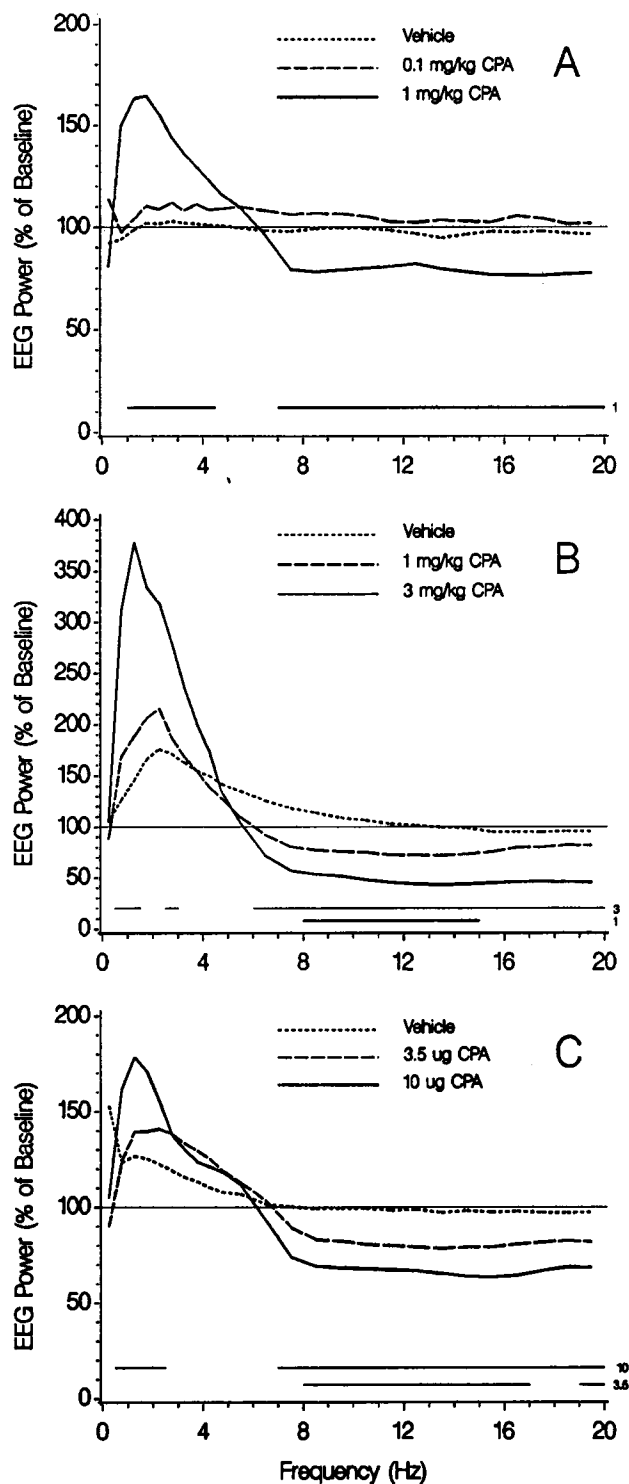 200
150
100
50
0
EEG Power (% of Baseline)
Vehicle
0.1 mg/kg CPA
1 mg/kg CPA
A
1
0 4 8 12 16 20
400
350
300
250
200
150
100
50
0
EEG Power (% of Baseline)
Vehicle
1 mg/kg CPA
3 mg/kg CPA
B
3
1
0 4 8 12 16 20
200
150
100
50
0
EEG Power (% of Baseline)
Vehicle
3.5 ug CPA
10 ug CPA
C
10
3.5
0 4 8 12 16 20
Frequency (Hz)